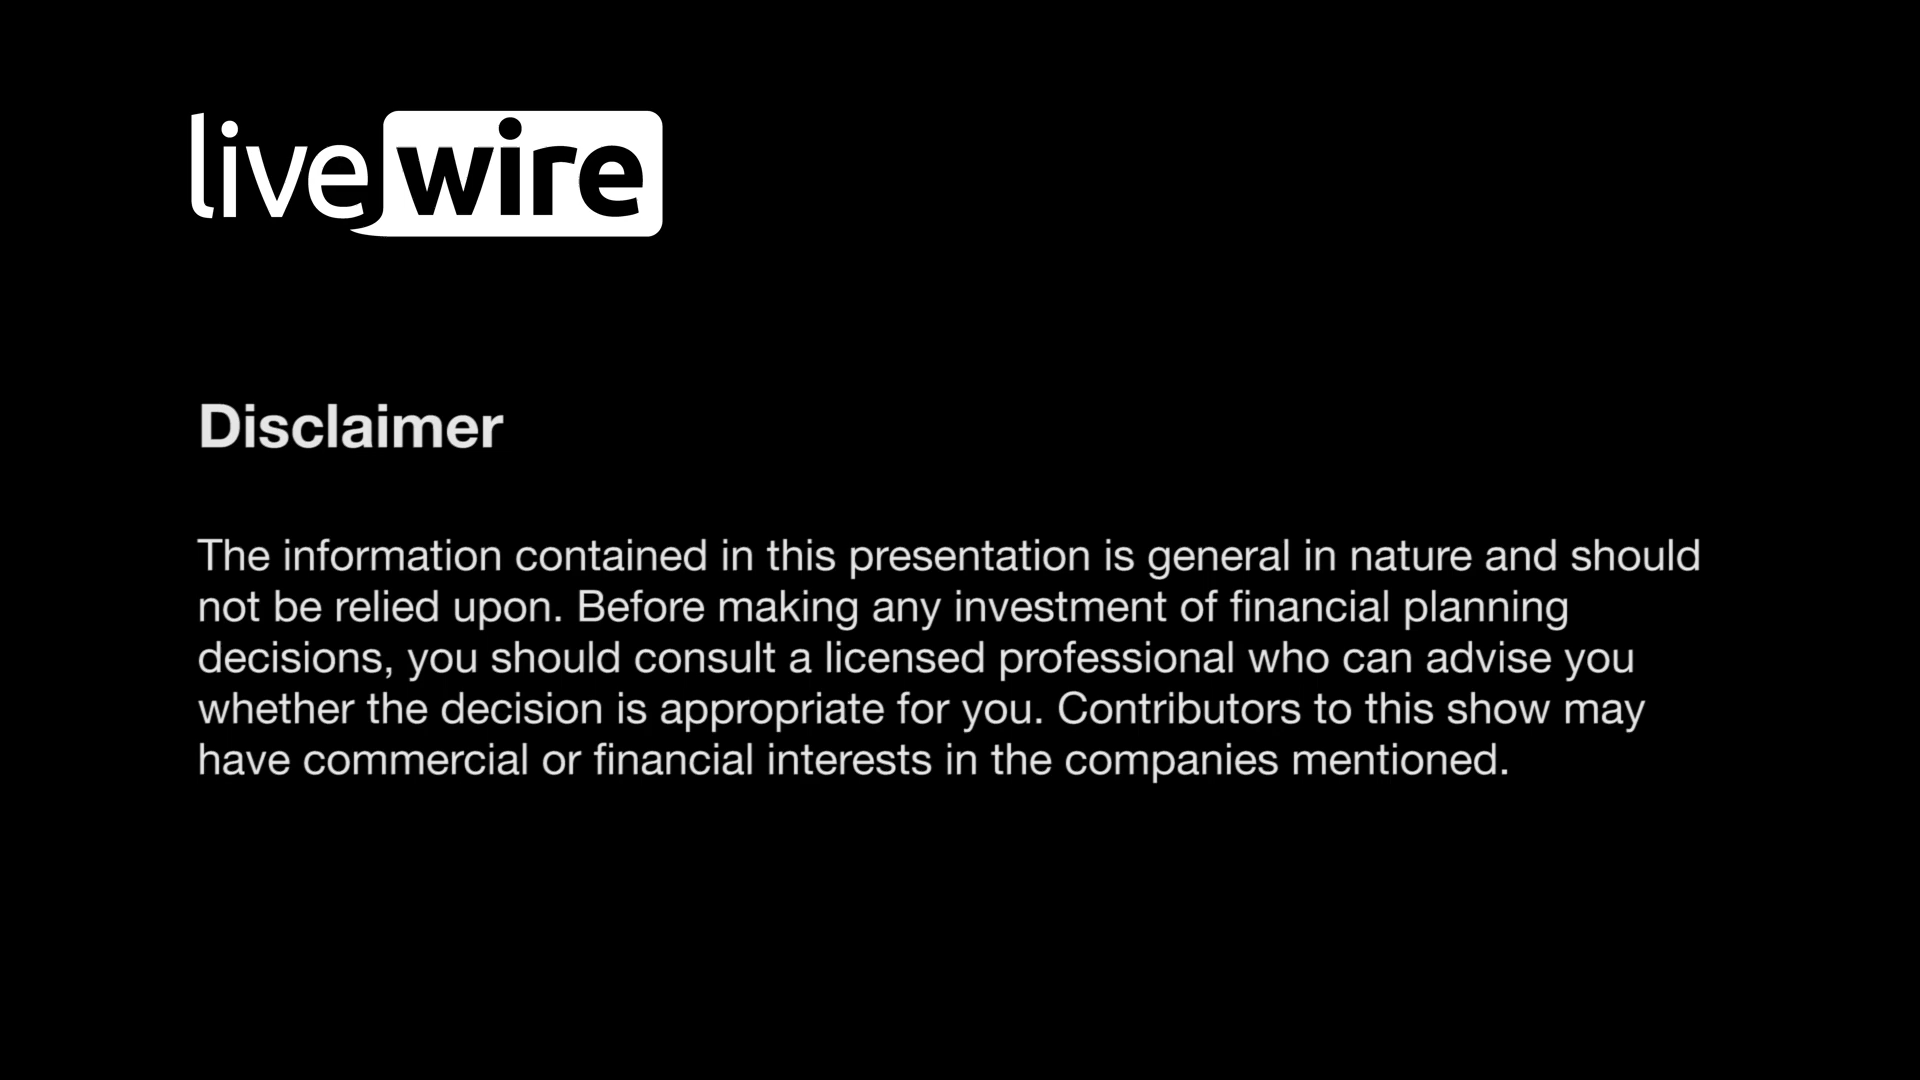 livewire
Disclaimer
The information contained in this presentation is general in nature and should
not be relied upon. Before making any investment of financial planning
decisions, you should consult a licensed professional who can advise you
whether the decision is appropriate for you. Contributors to this show may
have commercial or financial interests in the companies mentioned.